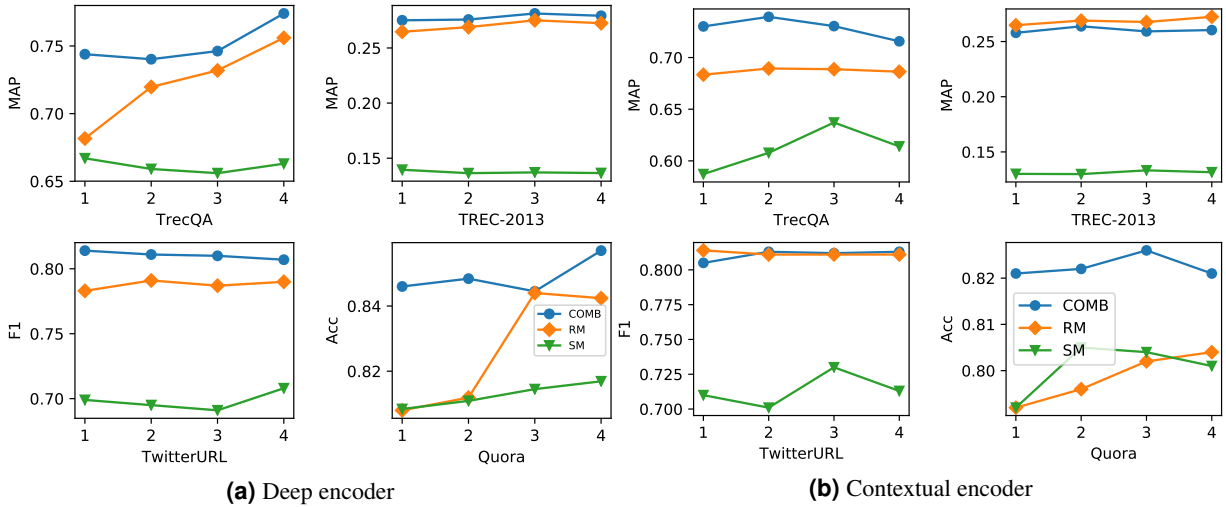 MAP
0.75
0.70
0.65
1 2 3 4
TrecQA
MAP
0.25
0.20
0.15
1 2 3 4
TREC-2013
MAP
0.70
0.65
0.60
1 2 3 4
TrecQA
MAP
0.25
0.20
0.15
1 2 3 4
TREC-2013
F1
0.80
0.75
0.70
1 2 3 4
TwitterURL
Acc
0.84
0.82
COMB
RM
SM
1 2 3 4
Quora
F1
0.800
0.775
0.750
0.725
0.700
1 2 3 4
TwitterURL
Acc
0.82
0.81
0.80
COMB
RM
SM
1 2 3 4
Quora
(a) Deep encoder
(b) Contextual encoder